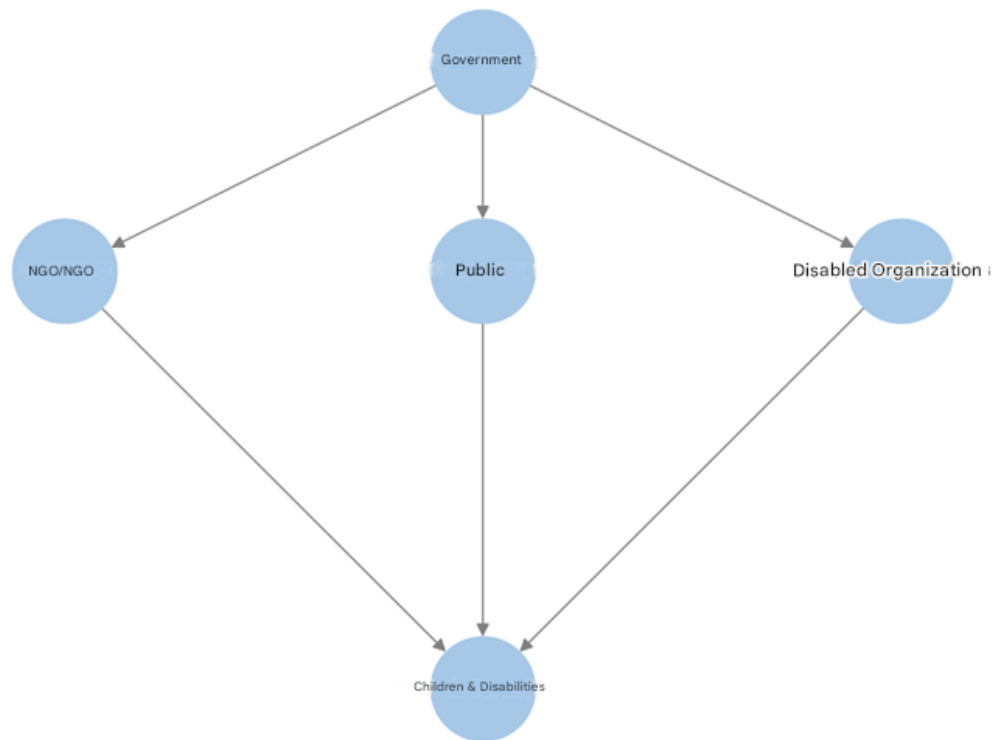 Government
NGO/NGO
Public
Disabled Organization
Children & Disabilities